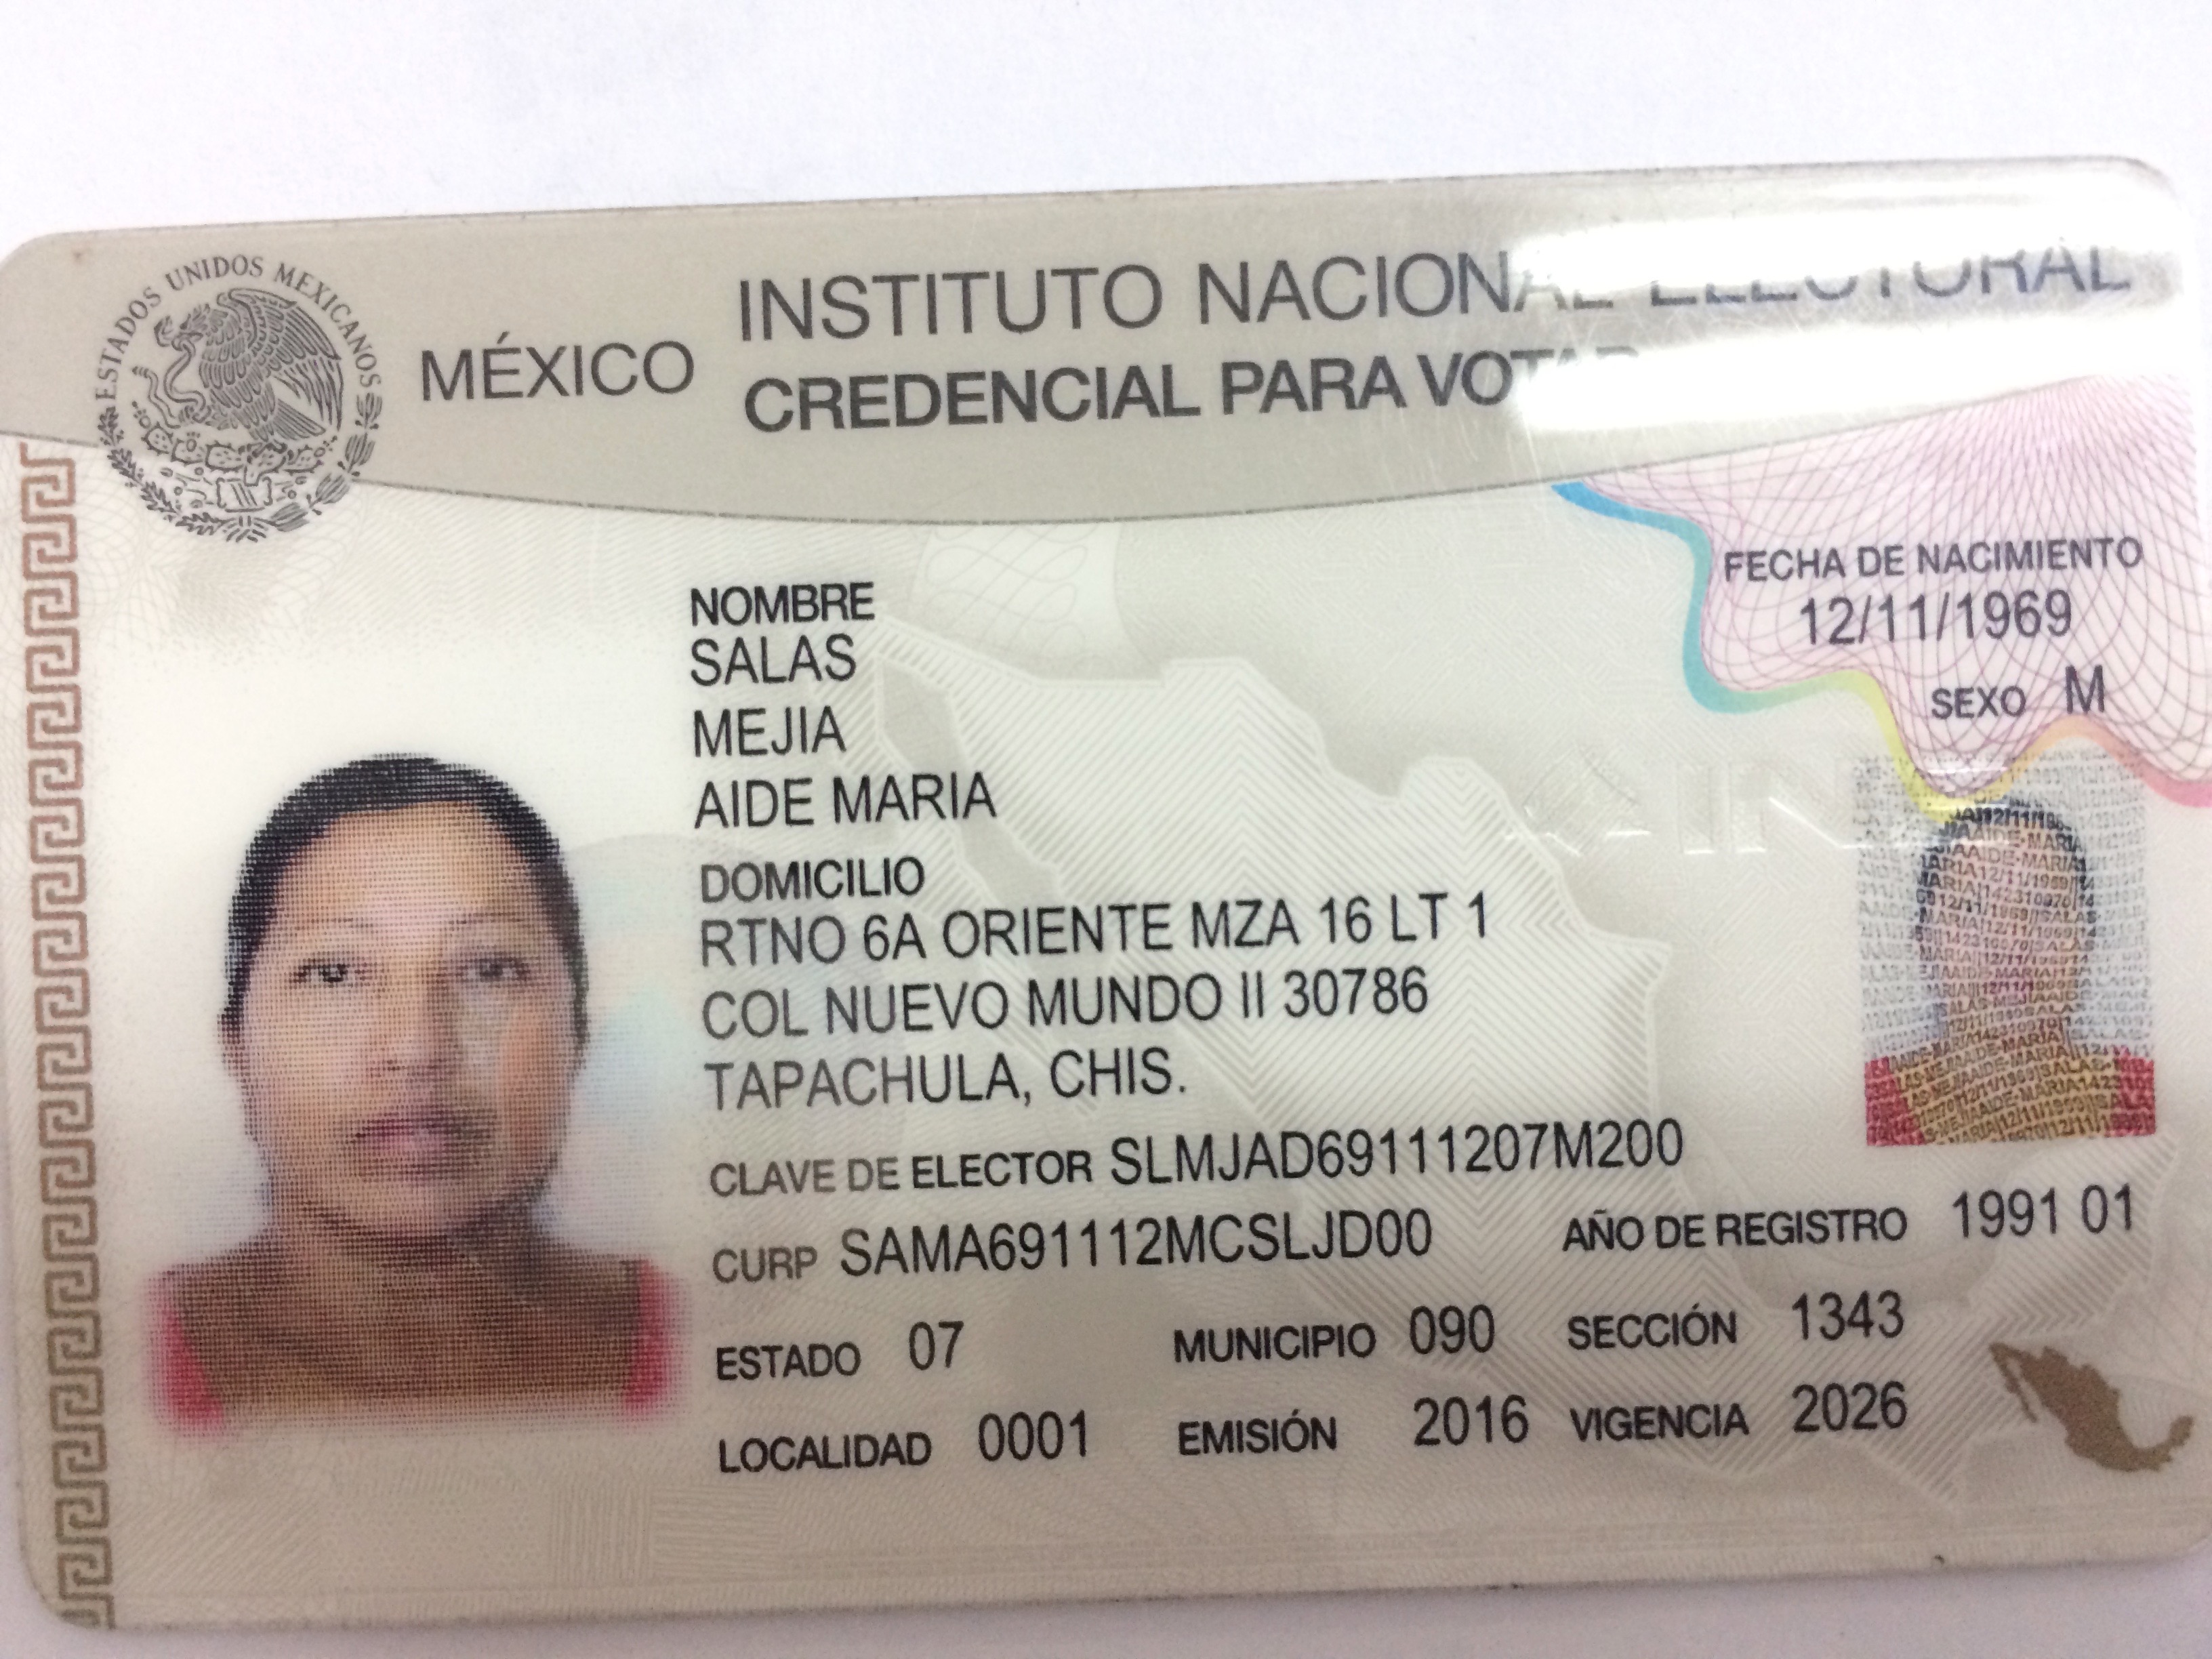 ESTADOS UNIDOS MEXICANOS
MÉXICO
INSTITUTO NACIONAL ELECTORAL
CREDENCIAL PARA VOTAR
FECHA DE NACIMIENTO
12/11/1969
SEXO M
NOMBRE
SALAS
MEJIA
AIDE MARIA
DOMICILIO
RTNO 6A ORIENTE MZA 16 LT 1
COL NUEVO MUNDO II 30786
TAPACHULA, CHIS.
CLAVE DE ELECTOR SLMJAD69111207M200
CURP SAMA691112MCSLJD00 AÑO DE REGISTRO 1991 01
ESTADO 07 MUNICIPIO 090 SECCIÓN 1343
LOCALIDAD 0001 EMISIÓN 2016 VIGENCIA 2026